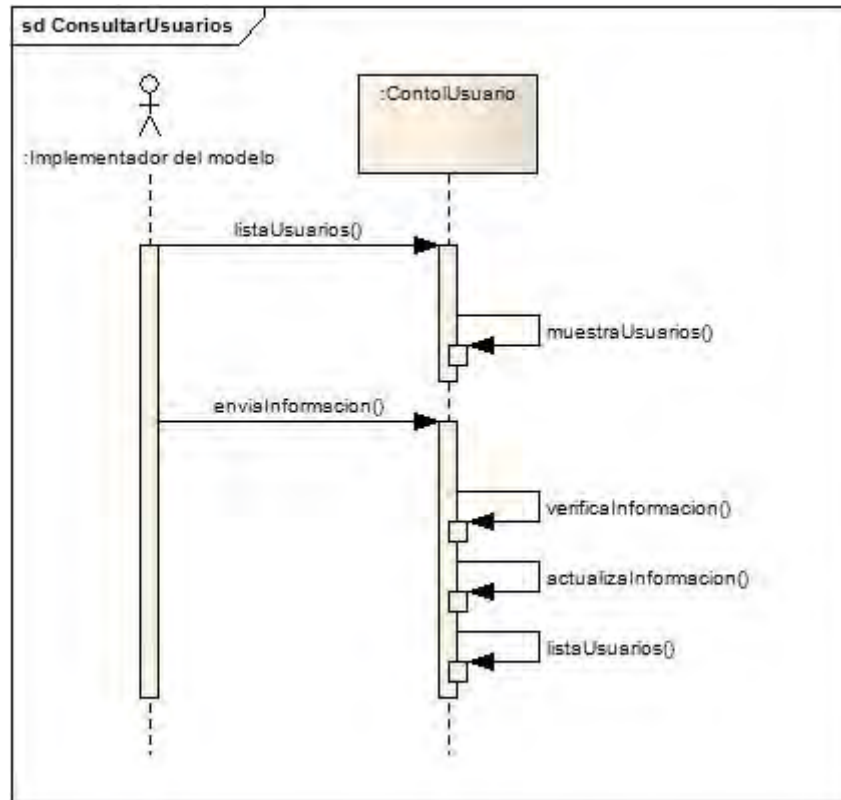 sd ConsultarUsuarios
:Implementador del modelo
:ContolUsuario
listaUsuarios()
muestraUsuarios()
enviaInformacion()
verificaInformacion()
actualizaInformacion()
listaUsuarios()